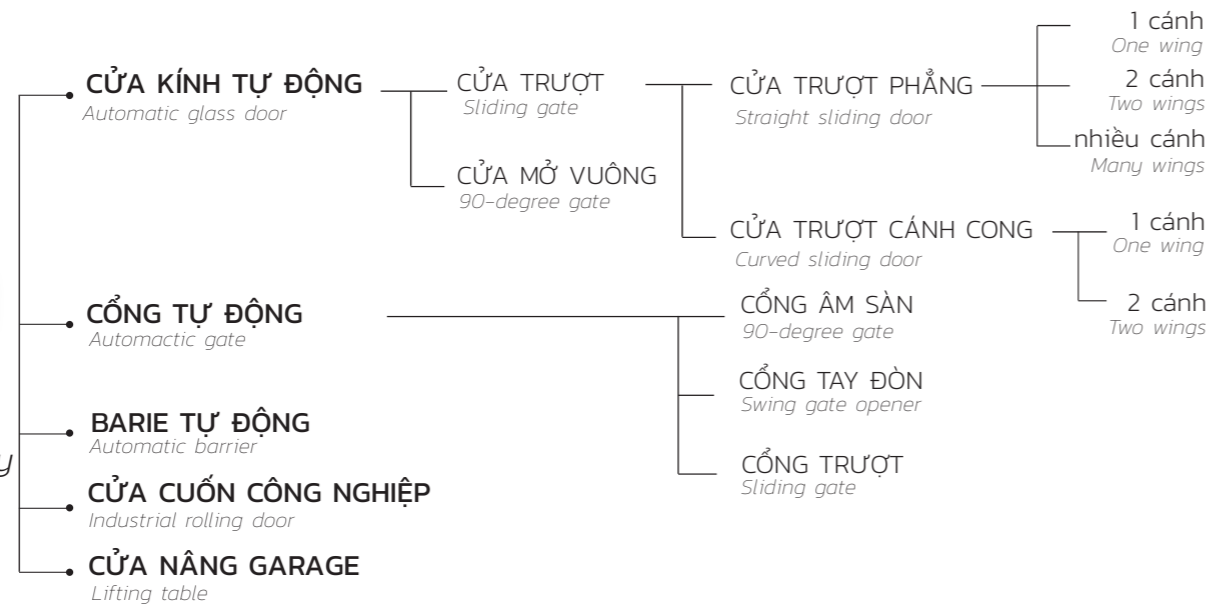 CỬA KÍNH TỰ ĐỘNG
Automatic glass door
CỬA TRƯỢT
Sliding gate
CỬA MỞ VUÔNG
90-degree gate
CỬA TRƯỢT PHẲNG
Straight sliding door
1 cánh
One wing
2 cánh
Two wings
nhiều cánh
Many wings
CỬA TRƯỢT CÁNH CONG
Curved sliding door
1 cánh
One wing
2 cánh
Two wings
CỔNG TỰ ĐỘNG
Automactic gate
CỔNG ÂM SÀN
90-degree gate
CỔNG TAY ĐÒN
Swing gate opener
CỔNG TRƯỢT
Sliding gate
BARIE TỰ ĐỘNG
Automatic barrier
y
CỬA CUỐN CÔNG NGHIỆP
Industrial rolling door
CỬA NÂNG GARAGE
Lifting table